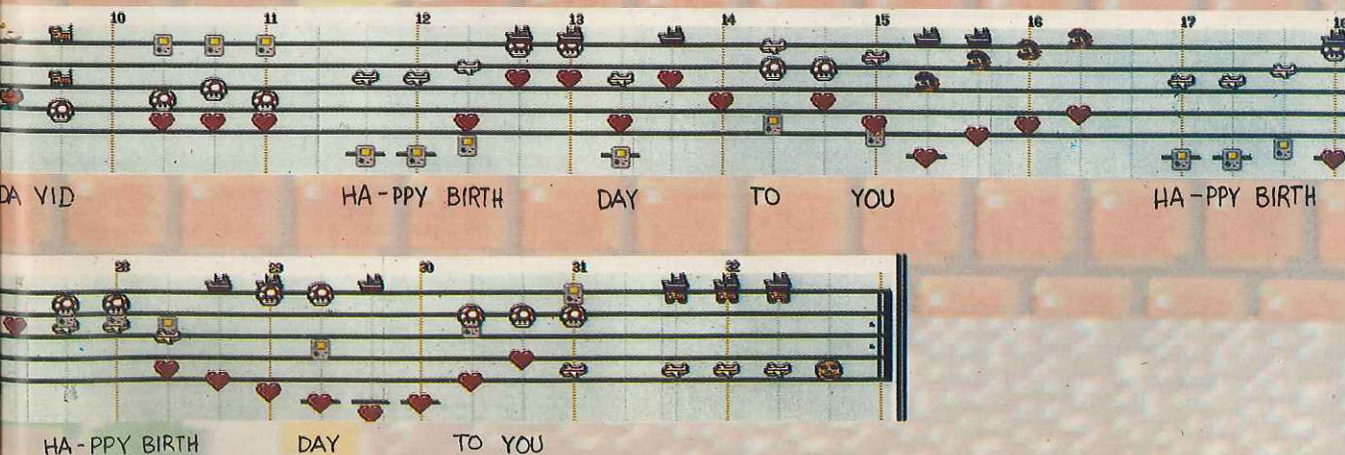 10 11 12 13 14 15 16 17
DA VID HA-PPY BIRTH DAY TO YOU HA-PPY BIRTH
28 29 30 31 32
HA-PPY BIRTH DAY TO YOU